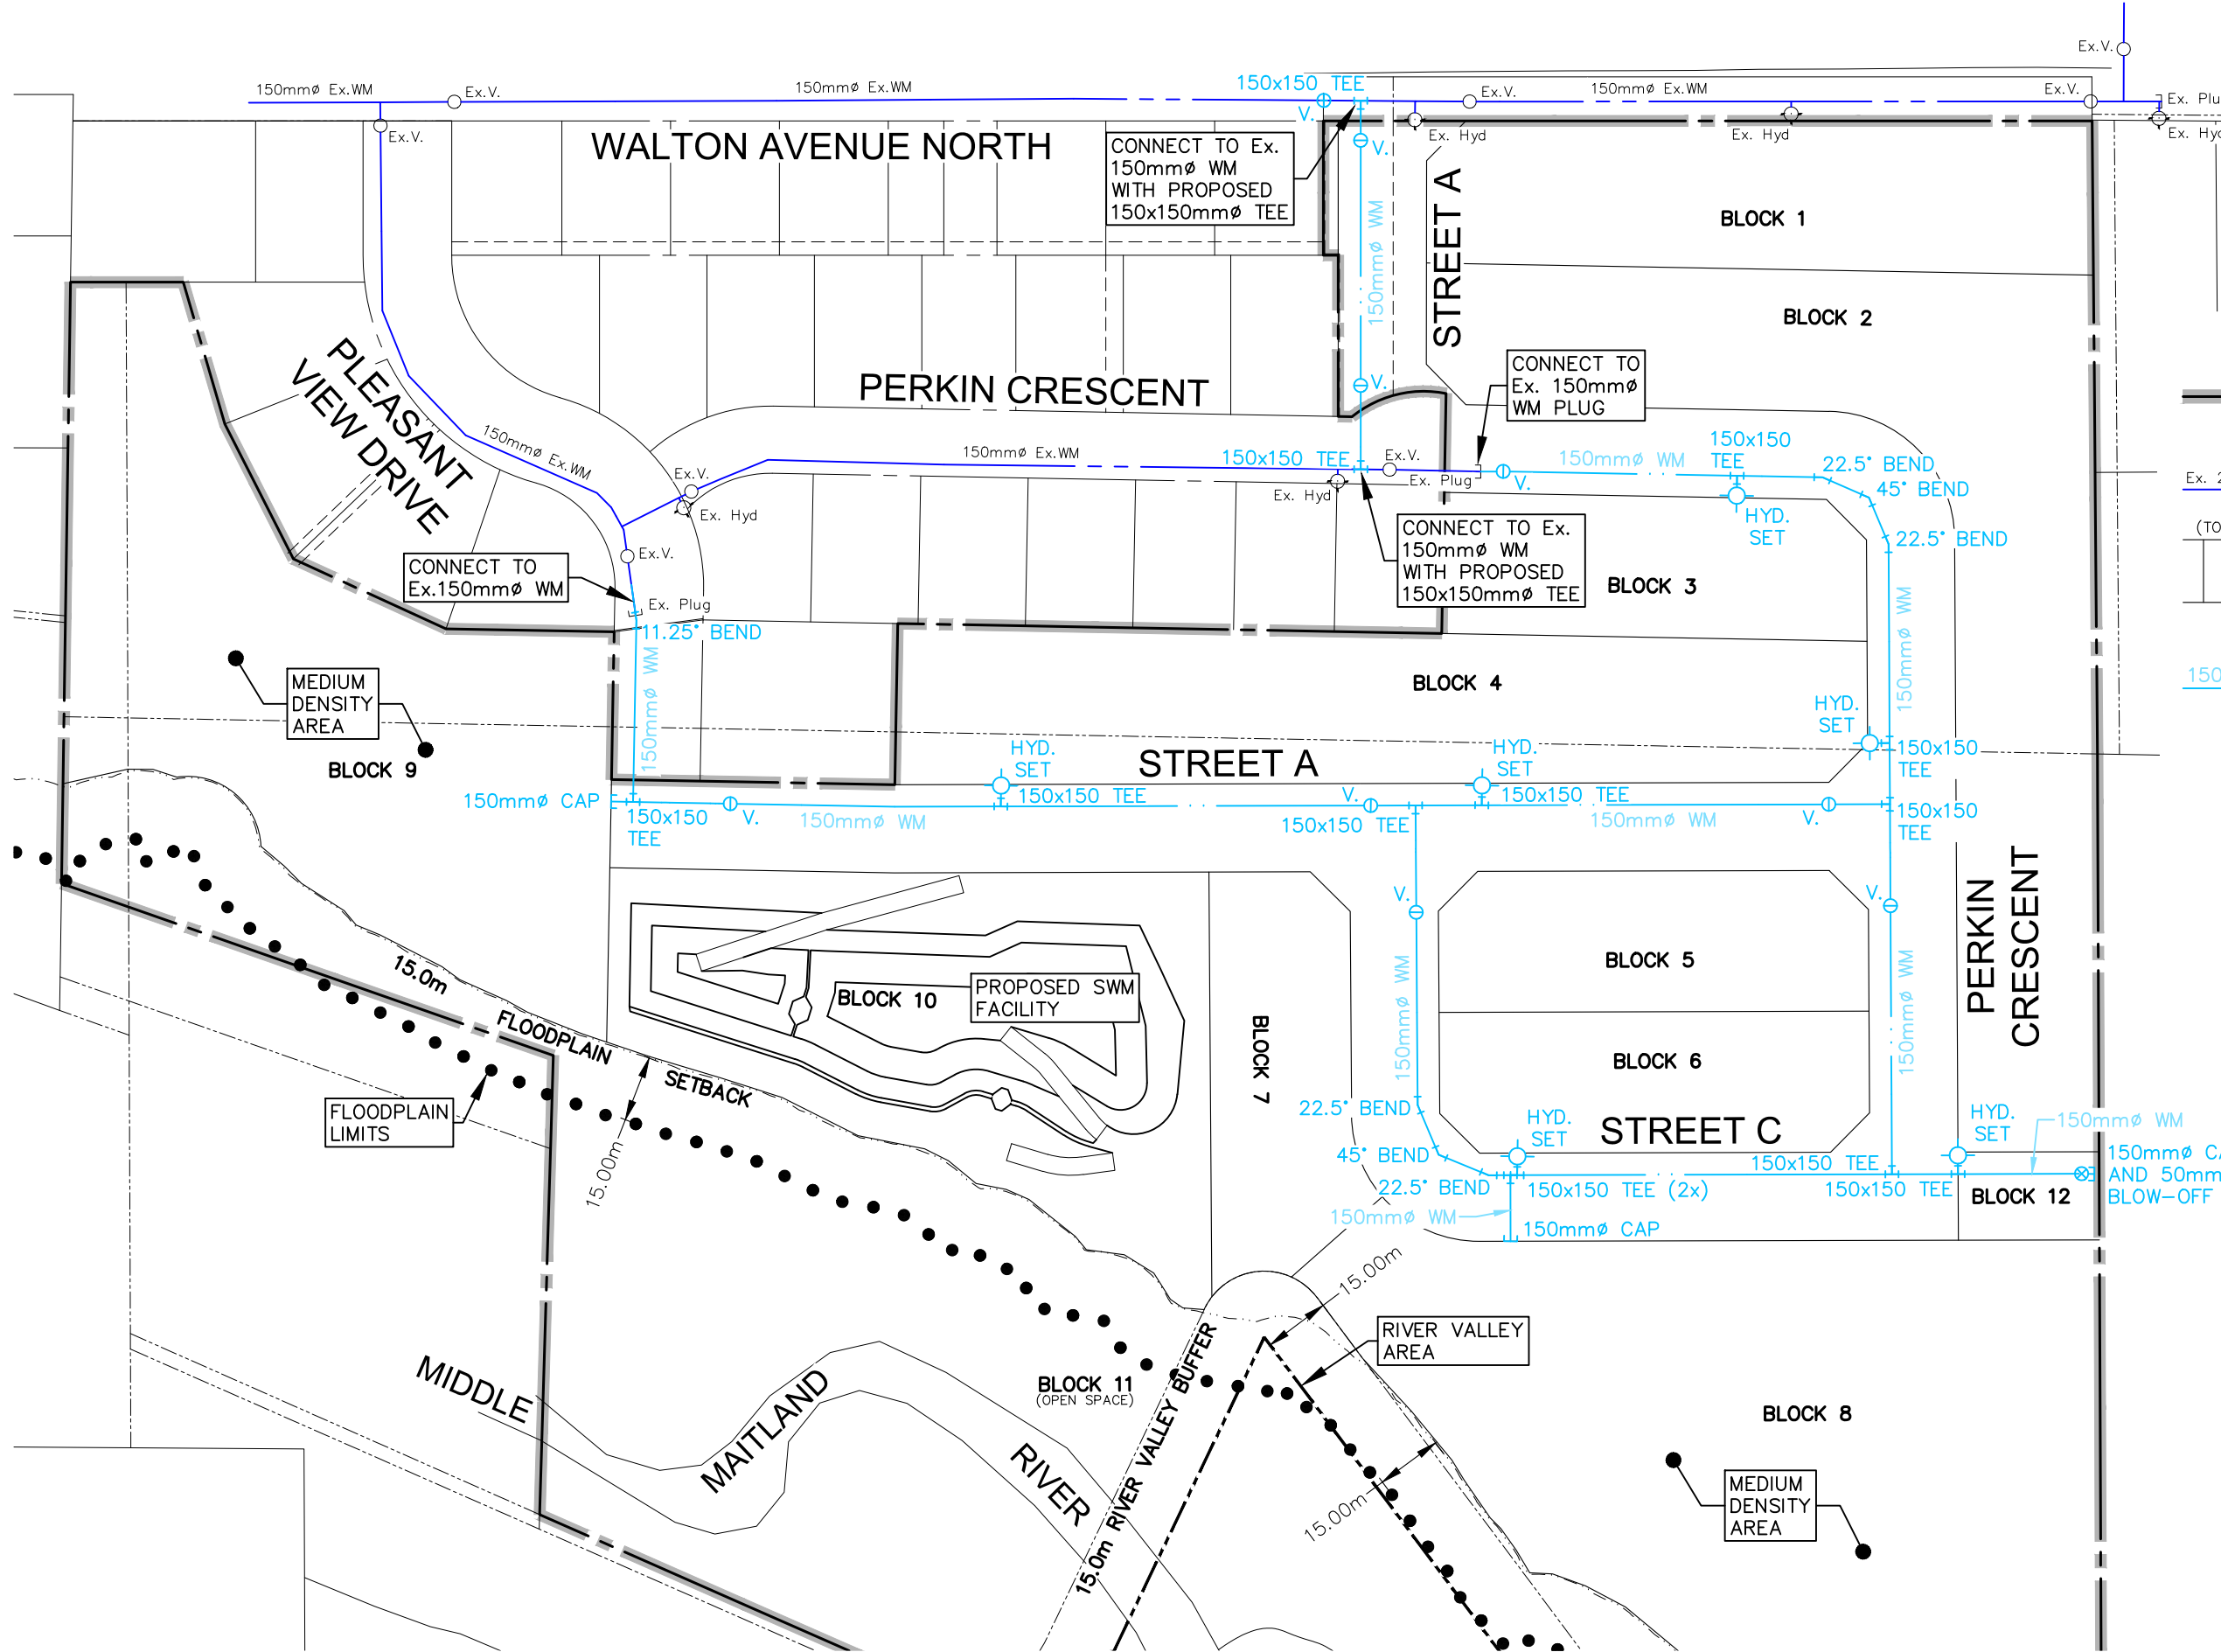 Ex.V.
150mmø Ex.WM
Ex.V.
150mmø Ex.WM
150x150 TEE
V.
Ex.V.
150mmø Ex.WM
Ex.V.
Ex. Hyd
Ex. Hyd
Ex.V.
WALTON AVENUE NORTH
CONNECT TO Ex.
150mmø WM
WITH PROPOSED
150x150mmø TEE
V.
150mmø WM
STREET A
BLOCK 1
BLOCK 2
PLEASANT
VIEW DRIVE
PERKIN CRESCENT
V.
CONNECT TO
Ex. 150mmø
WM PLUG
150mmø Ex.WM
150mmø Ex.WM
150x150 TEE
Ex.V.
Ex. Plug
V.
150mmø WM
150x150
TEE
22.5° BEND
45° BEND
22.5° BEND
Ex.V.
Ex. Hyd
Ex. Hyd
HYD.
SET
Ex.V.
CONNECT TO
Ex.150mmø WM
CONNECT TO Ex.
150mmø WM
WITH PROPOSED
150x150mmø TEE
BLOCK 3
Ex. Plug
11.25° BEND
150mmø WM
150mmø WM
MEDIUM
DENSITY
AREA
BLOCK 9
BLOCK 4
HYD.
SET
150x150
TEE
STREET A
HYD.
SET
HYD.
SET
150mmø CAP
150x150
TEE
V.
150mmø WM
150x150 TEE
V.
150x150 TEE
150x150 TEE
150mmø WM
V.
150x150
TEE
V.
V.
150mmø WM
150mmø WM
PERKIN
CRESCENT
15.0m
FLOODPLAIN
SETBACK
BLOCK 10
PROPOSED SWM
FACILITY
BLOCK 7
BLOCK 5
BLOCK 6
FLOODPLAIN
LIMITS
15.00m
22.5° BEND
45° BEND
22.5° BEND
HYD.
SET
STREET C
150x150 TEE
HYD.
SET
150mmø WM
150x150 TEE (2x)
150x150 TEE
BLOCK 12
AND 50mm
BLOW-OFF
150mmø WM
150mmø CAP
15.00m
RIVER VALLEY
AREA
15.0m RIVER VALLEY BUFFER
BLOCK 11
(OPEN SPACE)
MIDDLE
MAITLAND
RIVER
BLOCK 8
15.00m
MEDIUM
DENSITY
AREA